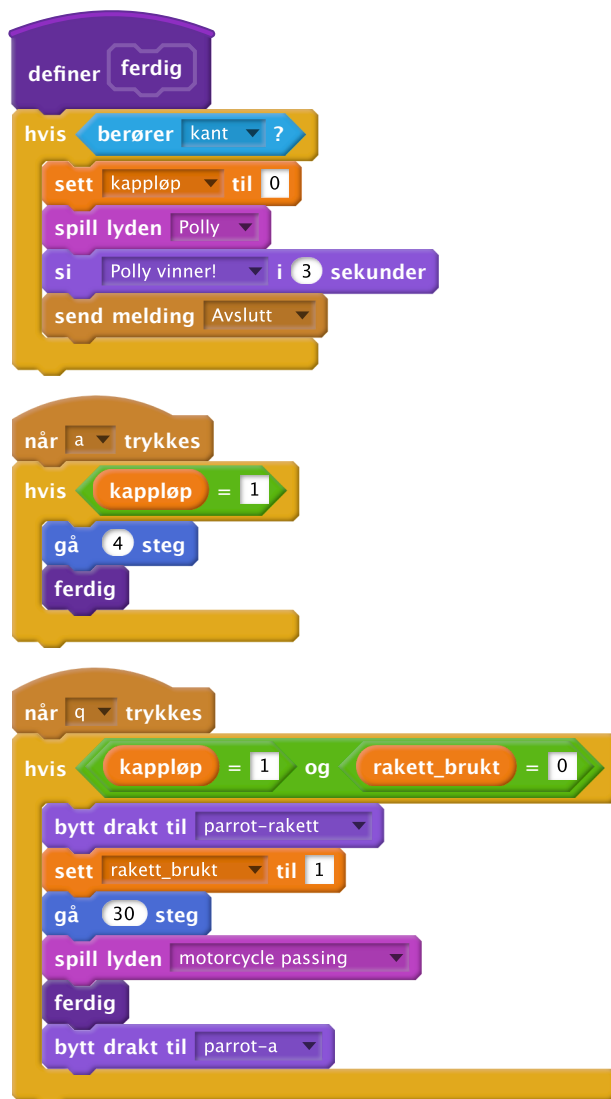 definer ferdig
hvis berører kant ?
sett kappløp til 0
spill lyden Polly
si Polly vinner! i 3 sekunder
send melding Avslutt
når a trykkes
hvis kappløp = 1
gå 4 steg
ferdig
når q trykkes
hvis kappløp = 1 og rakett_brukt = 0
bytt drakt til parrot-rakett
sett rakett_brukt til 1
gå 30 steg
spill lyden motorcycle passing
ferdig
bytt drakt til parrot-a